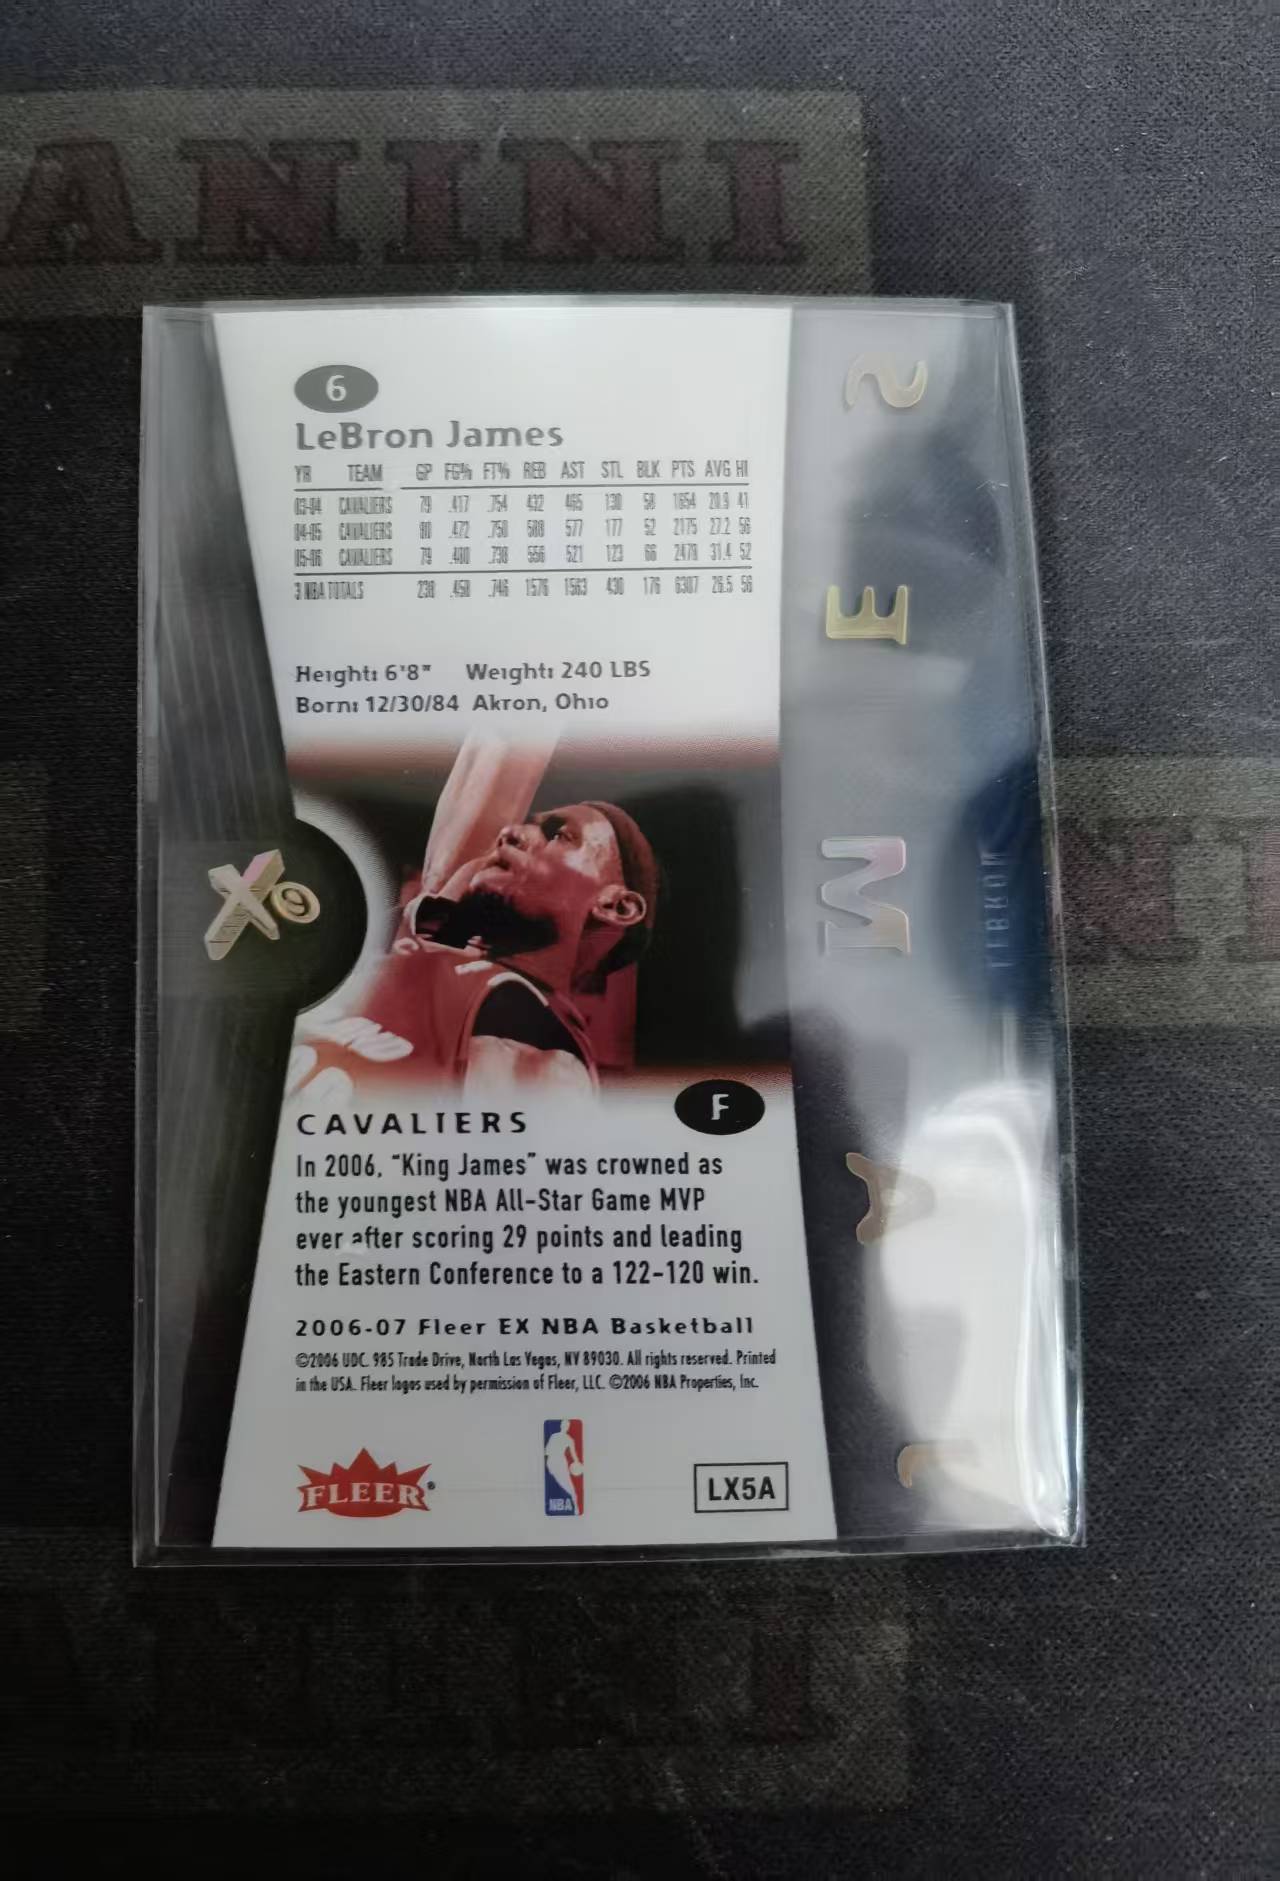 ANINI
6
LeBron James
YR TEAM GP FG% FT% REB AST STL BLK PTS AVG HI
03-04 CAVALIERS 79 .417 .754 432 465 130 58 1654 20.9 41
04-05 CAVALIERS 80 .472 .750 588 577 177 52 2175 27.2 56
05-06 CAVALIERS 79 .480 .738 556 521 123 66 2478 31.4 52
3 NBA TOTALS 238 .458 .746 1576 1563 430 176 6307 26.5 56
Height: 6'8" Weight: 240 LBS
Born: 12/30/84 Akron, Ohio
X
JAMES
LEBRON
CAVALIERS
F
In 2006, "King James" was crowned as
the youngest NBA All-Star Game MVP
ever after scoring 29 points and leading
the Eastern Conference to a 122-120 win.
2006-07 Fleer EX NBA Basketball
©2006 UDC. 985 Trade Drive, North Las Vegas, NV 89030. All rights reserved. Printed
in the USA. Fleer logos used by permission of Fleer, LLC. ©2006 NBA Properties, Inc.
FLEER®
NBA
LX5A